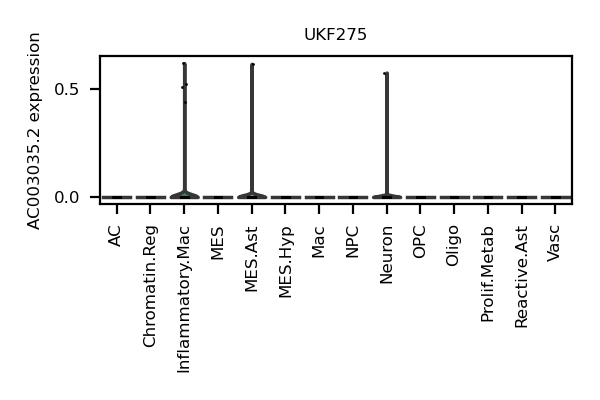 UKF275
AC003035.2 expression
0.5
0.0
AC
Chromatin.Reg
Inflammatory.Mac
MES
MES.Ast
MES.Hyp
Mac
NPC
Neuron
OPC
Oligo
Prolif.Metab
Reactive.Ast
Vasc